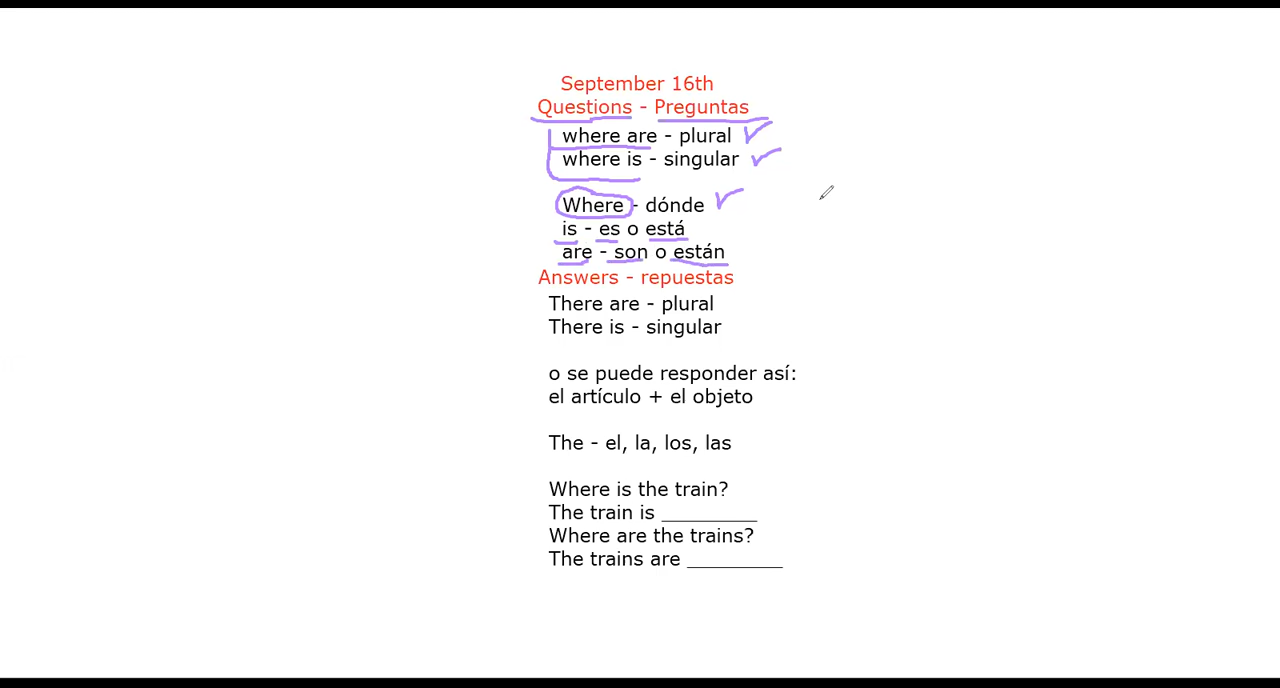 September 16th
Questions - Preguntas
where are - plural
where is - singular
Where - dónde
is - es o está
are - son o están
Answers - repuestas
There are - plural
There is - singular
o se puede responder así:
el artículo + el objeto
The - el, la, los, las
Where is the train?
The train is _________
Where are the trains?
The trains are _________